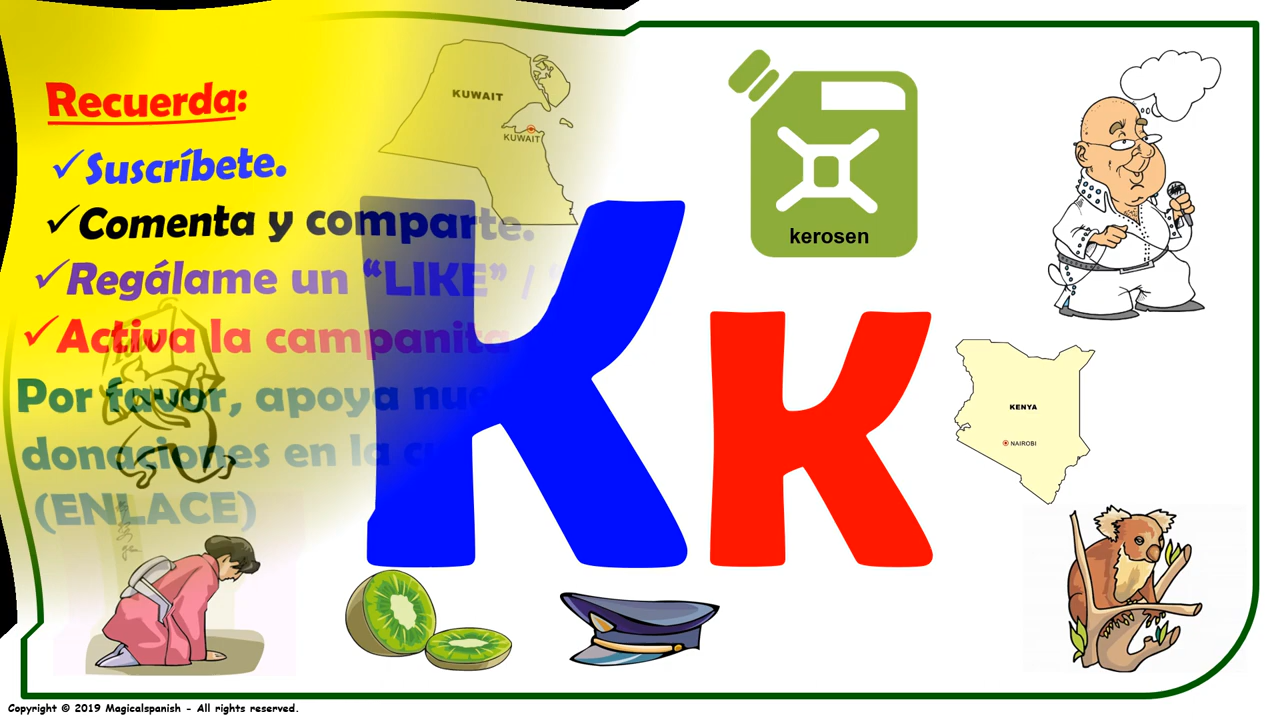 Recuerda:
✓Suscríbete.
✓Comenta y comparte.
✓Regálame un “LIKE” /
✓Activa la campanita
Por favor, apoya
donaciones en la
(ENLACE)
KUWAIT
KUWAIT
kerosen
K K
KENYA
NAIROBI
Copyright © 2019 Magicalspanish - All rights reserved.